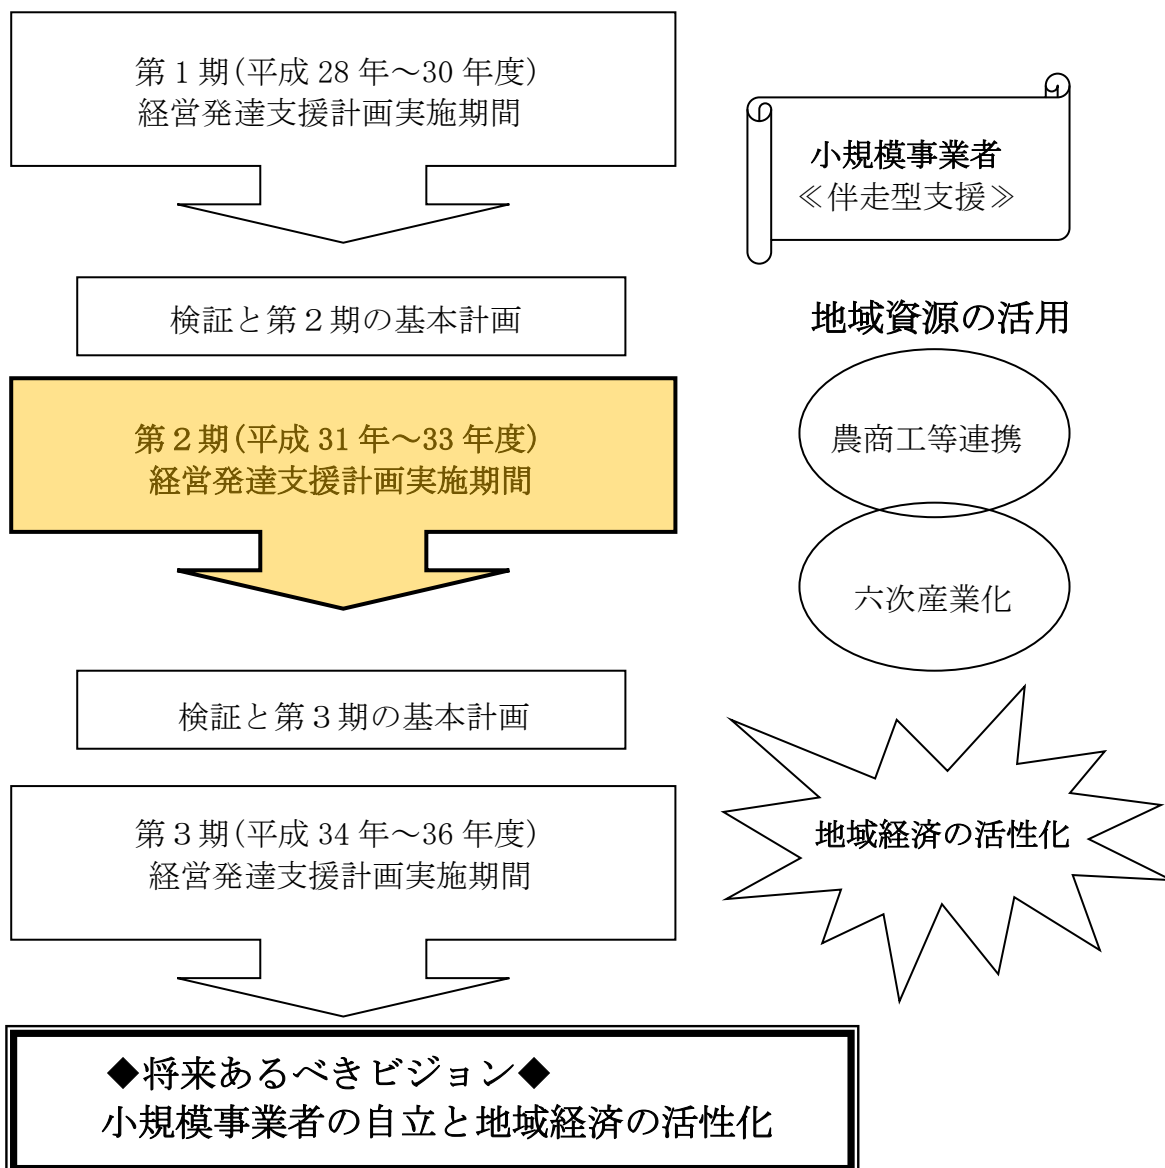 第1期(平成 28 年～30 年度)
経営発達支援計画実施期間
検証と第２期の基本計画
第２期(平成 31 年～33 年度)
経営発達支援計画実施期間
検証と第３期の基本計画
第３期(平成 34 年～36 年度)
経営発達支援計画実施期間
◆将来あるべきビジョン◆
小規模事業者の自立と地域経済の活性化
小規模事業者
≪伴走型支援≫
地域資源の活用
農商工等連携
六次産業化
地域経済の活性化